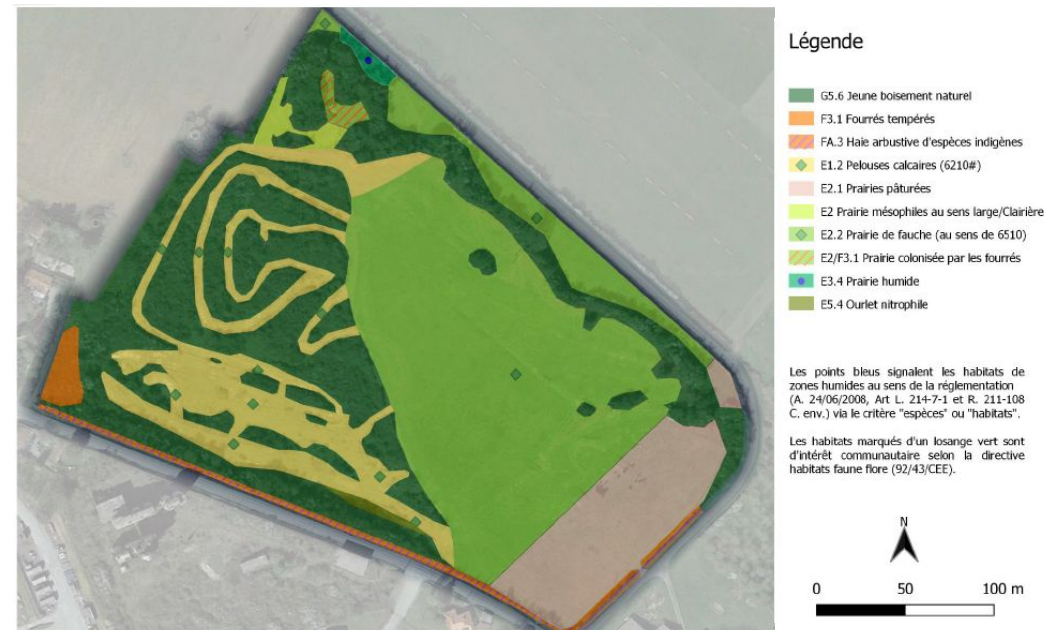 Légende
G5.6 Jeune boisement naturel
F3.1 Fourrés tempérés
FA.3 Haie arbustive d'espèces indigènes
E1.2 Pelouses calcaires (6210#)
E2.1 Prairies pâturées
E2 Prairie mésophiles au sens large/Clairière
E2.2 Prairie de fauche (au sens de 6510)
E2/F3.1 Prairie colonisée par les fourrés
E3.4 Prairie humide
E5.4 Ourlet nitrophile
Les points bleus signalent les habitats de
zones humides au sens de la réglementation
(A. 24/06/2008, Art L. 214-7-1 et R. 211-108
C. env.) via le critère "espèces" ou "habitats".
Les habitats marqués d'un losange vert sont
d'intérêt communautaire selon la directive
habitats faune flore (92/43/CEE).
N
0 50 100 m